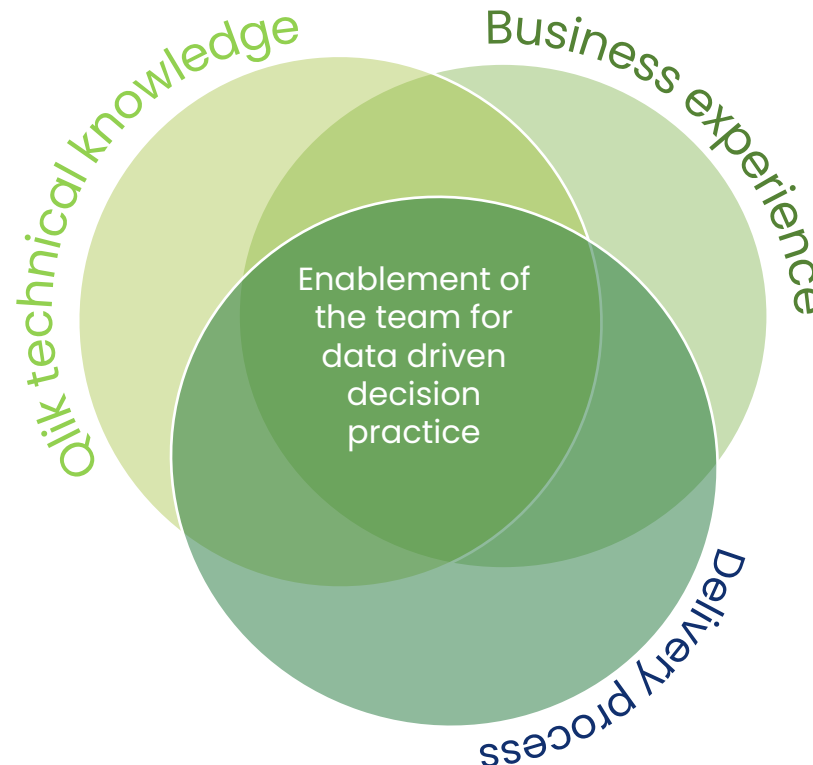 Qlik technical knowledge
Business experience
Enablement of
the team for
data driven
decision
practice
Delivery process